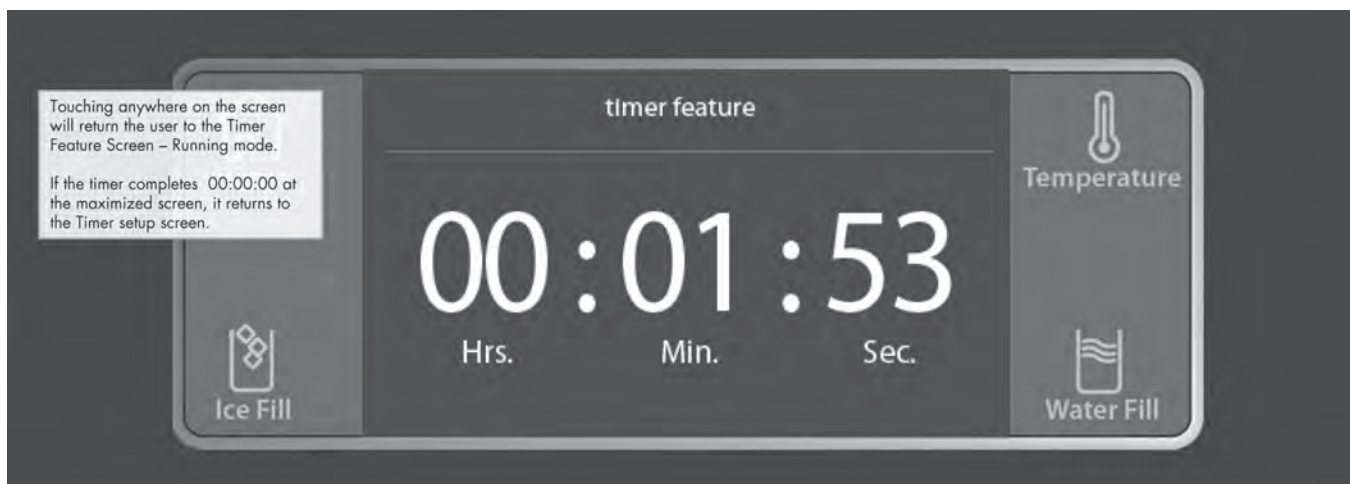 Touching anywhere on the screen
will return the user to the Timer
Feature Screen – Running mode.
If the timer completes 00:00:00 at
the maximized screen, it returns to
the Timer setup screen.
timer feature
00 : 01 : 53
Hrs. Min. Sec.
Temperature
Ice Fill
Water Fill